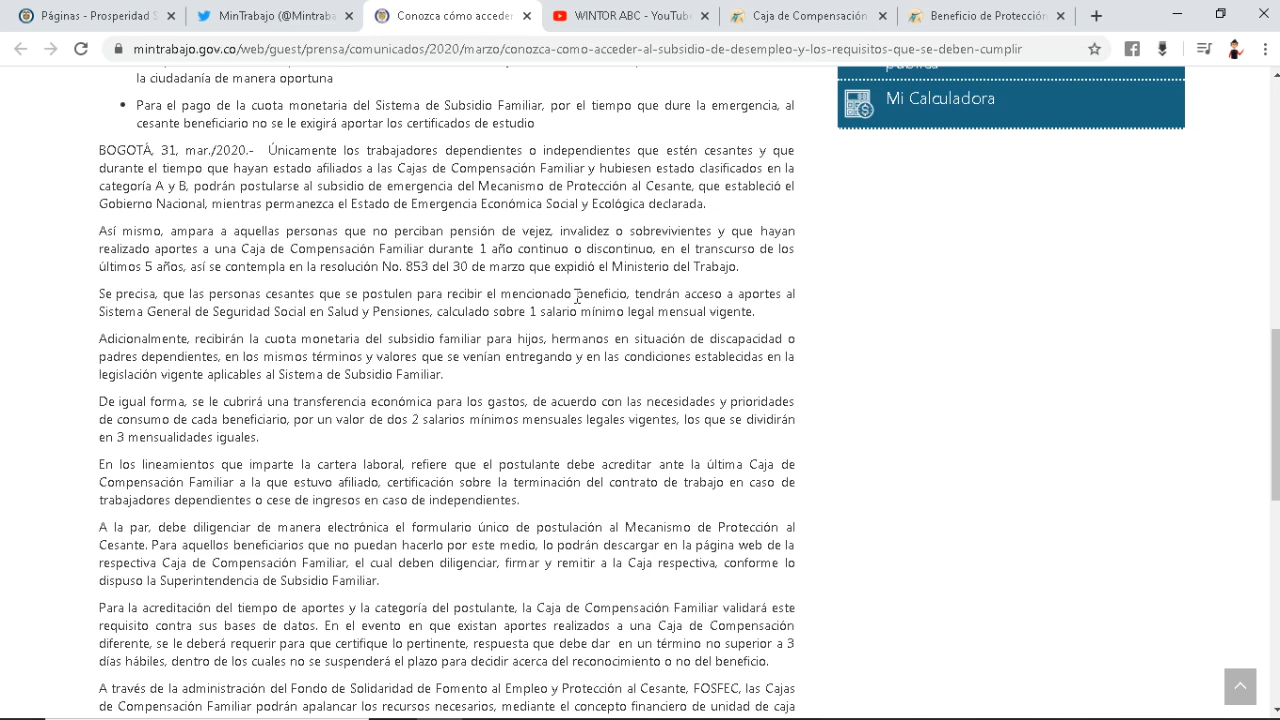 Páginas - Prosperidad S
MinTrabajo (@Mintraba
Conozca cómo acceder
WINTOR ABC - YouTube
Caja de Compensación
Beneficio de Protección
mintrabajo.gov.co/web/guest/prensa/comunicados/2020/marzo/conozca-como-acceder-al-subsidio-de-desempleo-y-los-requisitos-que-se-deben-cumplir
la ciudadanía de manera oportuna
Para el pago de la cuota monetaria del Sistema de Subsidio Familiar, por el tiempo que dure la emergencia, al
beneficiario no se le exigirá aportar los certificados de estudio
BOGOTÁ, 31, mar./2020.- Únicamente los trabajadores dependientes o independientes que estén cesantes y que
durante el tiempo que hayan estado afiliados a las Cajas de Compensación Familiar y hubiesen estado clasificados en la
categoría A y B, podrán postularse al subsidio de emergencia del Mecanismo de Protección al Cesante, que estableció el
Gobierno Nacional, mientras permanezca el Estado de Emergencia Económica Social y Ecológica declarada.
Así mismo, ampara a aquellas personas que no perciban pensión de vejez, invalidez o sobrevivientes y que hayan
realizado aportes a una Caja de Compensación Familiar durante 1 año continuo o discontinuo, en el transcurso de los
últimos 5 años, así se contempla en la resolución No. 853 del 30 de marzo que expidió el Ministerio del Trabajo.
Se precisa, que las personas cesantes que se postulen para recibir el mencionado beneficio, tendrán acceso a aportes al
Sistema General de Seguridad Social en Salud y Pensiones, calculado sobre 1 salario mínimo legal mensual vigente.
Adicionalmente, recibirán la cuota monetaria del subsidio familiar para hijos, hermanos en situación de discapacidad o
padres dependientes, en los mismos términos y valores que se venían entregando y en las condiciones establecidas en la
legislación vigente aplicables al Sistema de Subsidio Familiar.
De igual forma, se le cubrirá una transferencia económica para los gastos, de acuerdo con las necesidades y prioridades
de consumo de cada beneficiario, por un valor de dos 2 salarios mínimos mensuales legales vigentes, los que se dividirán
en 3 mensualidades iguales.
En los lineamientos que imparte la cartera laboral, refiere que el postulante debe acreditar ante la última Caja de
Compensación Familiar a la que estuvo afiliado, certificación sobre la terminación del contrato de trabajo en caso de
trabajadores dependientes o cese de ingresos en caso de independientes.
A la par, debe diligenciar de manera electrónica el formulario único de postulación al Mecanismo de Protección al
Cesante. Para aquellos beneficiarios que no puedan hacerlo por este medio, lo podrán descargar en la página web de la
respectiva Caja de Compensación Familiar, el cual deben diligenciar, firmar y remitir a la Caja respectiva, conforme lo
dispuso la Superintendencia de Subsidio Familiar.
Para la acreditación del tiempo de aportes y la categoría del postulante, la Caja de Compensación Familiar validará este
requisito contra sus bases de datos. En el evento en que existan aportes realizados a una Caja de Compensación
diferente, se le deberá requerir para que certifique lo pertinente, respuesta que debe dar en un término no superior a 3
días hábiles, dentro de los cuales no se suspenderá el plazo para decidir acerca del reconocimiento o no del beneficio.
A través de la administración del Fondo de Solidaridad de Fomento al Empleo y Protección al Cesante, FOSFEC, las Cajas
de Compensación Familiar podrán apalancar los recursos necesarios, mediante el concepto financiero de unidad de caja
pública
Mi Calculadora